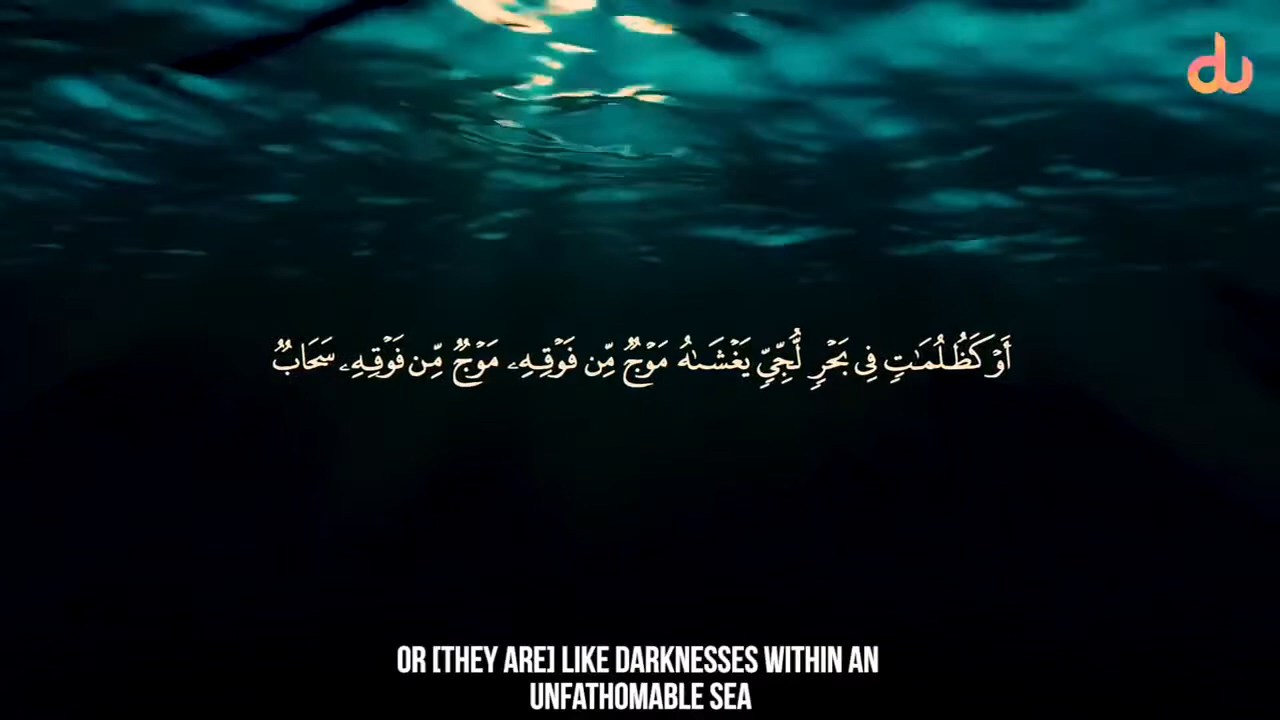 أَوْ كَظُلُمَـٰتٍ فِى بَحْرٍ لُّجِّىٍّ يَغْشَىٰهُ مَوْجٌ مِّن فَوْقِهِۦ مَوْجٌ مِّن فَوْقِهِۦ سَحَابٌ
OR [THEY ARE] LIKE DARKNESSES WITHIN AN
UNFATHOMABLE SEA